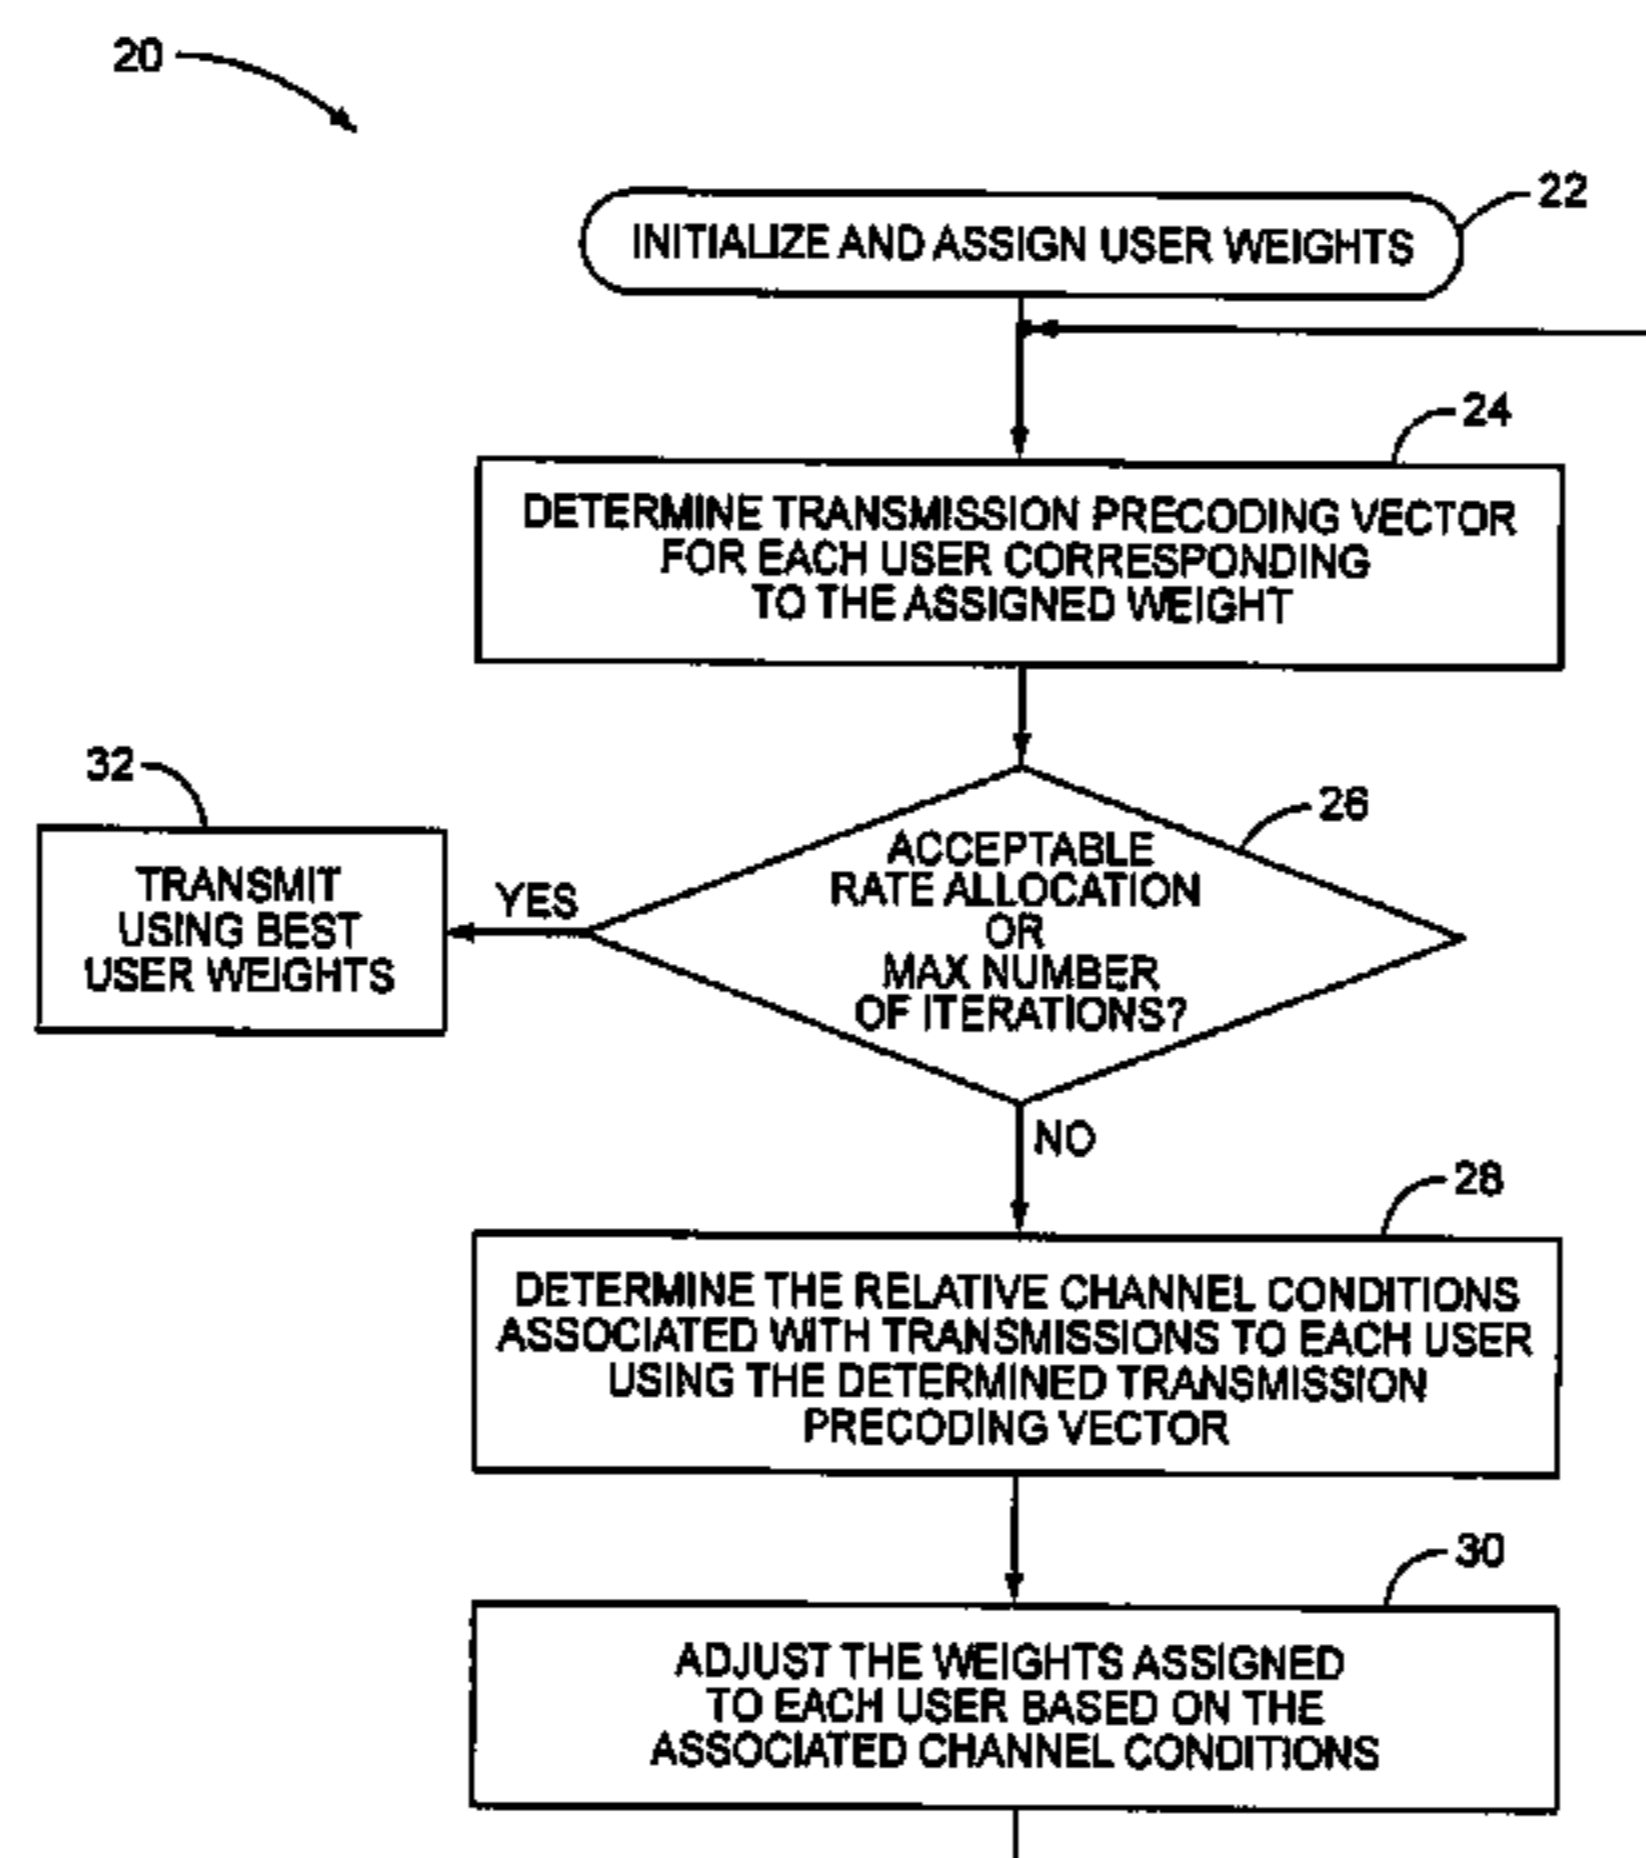 20
22
INITIALIZE AND ASSIGN USER WEIGHTS
24
DETERMINE TRANSMISSION PRECODING VECTOR
FOR EACH USER CORRESPONDING
TO THE ASSIGNED WEIGHT
32
TRANSMIT
USING BEST
USER WEIGHTS
YES
26
ACCEPTABLE
RATE ALLOCATION
OR
MAX NUMBER
OF ITERATIONS?
NO
28
DETERMINE THE RELATIVE CHANNEL CONDITIONS
ASSOCIATED WITH TRANSMISSIONS TO EACH USER
USING THE DETERMINED TRANSMISSION
PRECODING VECTOR
30
ADJUST THE WEIGHTS ASSIGNED
TO EACH USER BASED ON THE
ASSOCIATED CHANNEL CONDITIONS